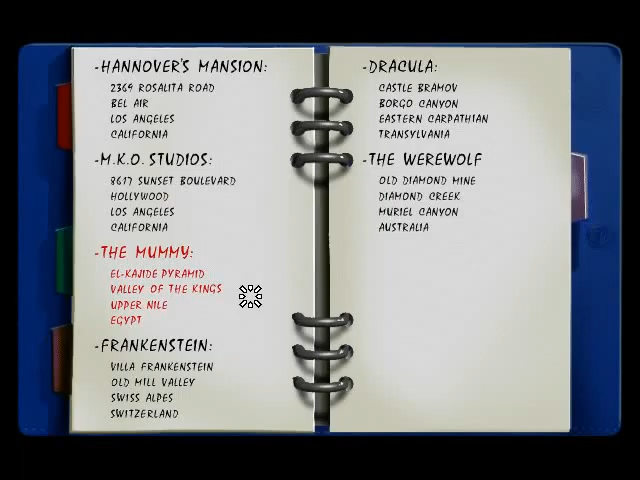 -HANNOVER'S MANSION:
2369 ROSALITA ROAD
BEL AIR
LOS ANGELES
CALIFORNIA
-M.K.O. STUDIOS:
8617 SUNSET BOULEVARD
HOLLYWOOD
LOS ANGELES
CALIFORNIA
-THE MUMMY:
EL-KAJIDE PYRAMID
VALLEY OF THE KINGS
UPPER NILE
EGYPT
-FRANKENSTEIN:
VILLA FRANKENSTEIN
OLD MILL VALLEY
SWISS ALPES
SWITZERLAND
-DRACULA:
CASTLE BRAMOV
BORGO CANYON
EASTERN CARPATHIAN
TRANSYLVANIA
-THE WEREWOLF
OLD DIAMOND MINE
DIAMOND CREEK
MURIEL CANYON
AUSTRALIA